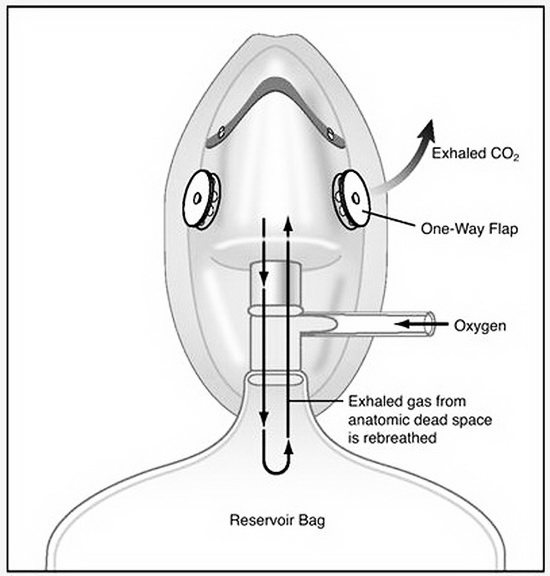 Exhaled CO₂
One-Way Flap
Oxygen
Exhaled gas from
anatomic dead space
is rebreathed
Reservoir Bag